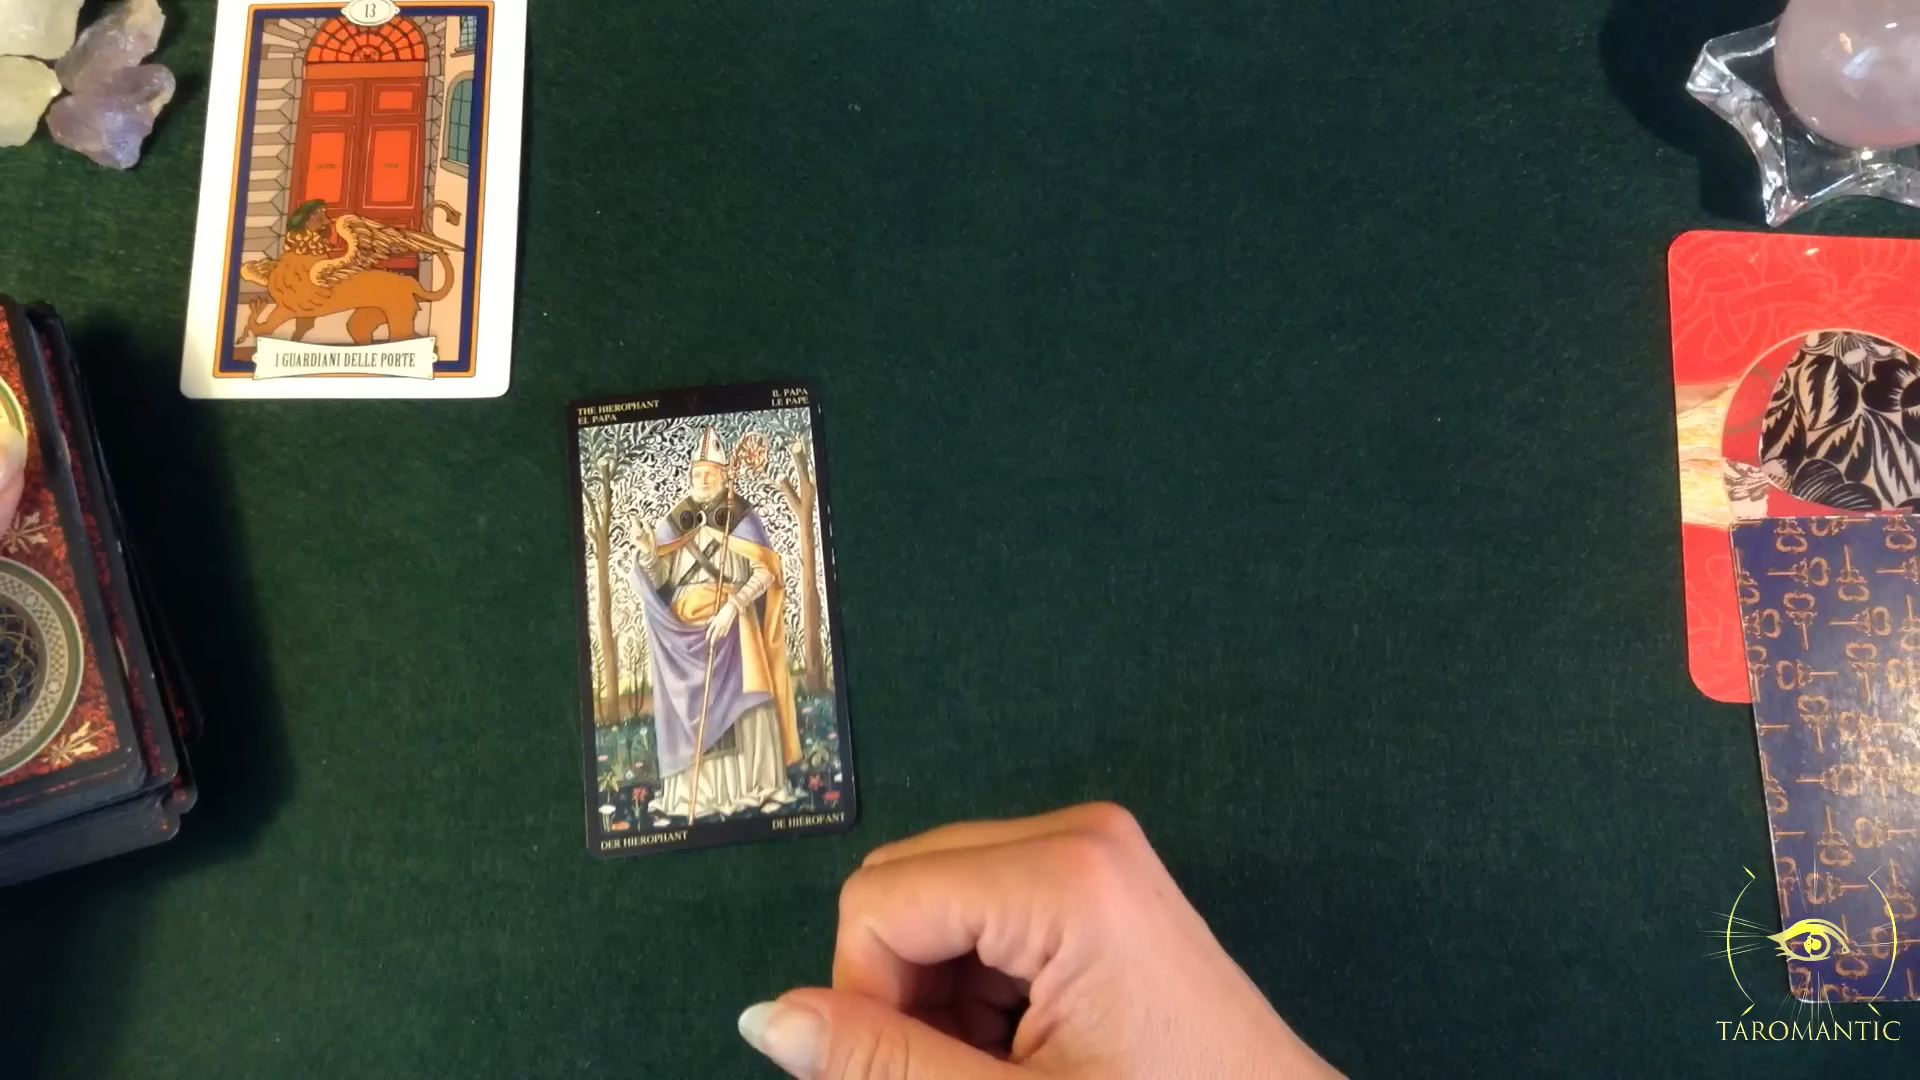 13
I GUARDIANI DELLE PORTE
THE HIEROPHANT
EL PAPA
IL PAPA
LE PAPE
DER HIEROPHANT
DE HIËROFANT
TAROMANTIC